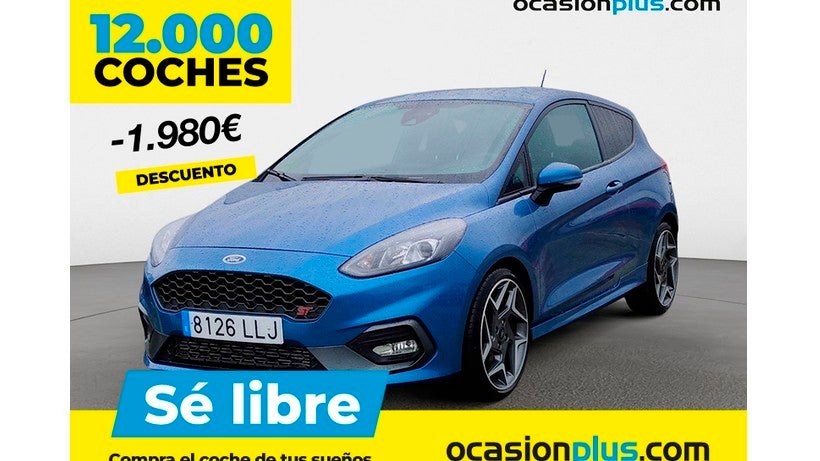 ocasionplus.com
12.000
COCHES
-1.980€
DESCUENTO
Ford
ST
8126 LLJ
Sé libre
Compra el coche de tus sueños
ocasionplus.com